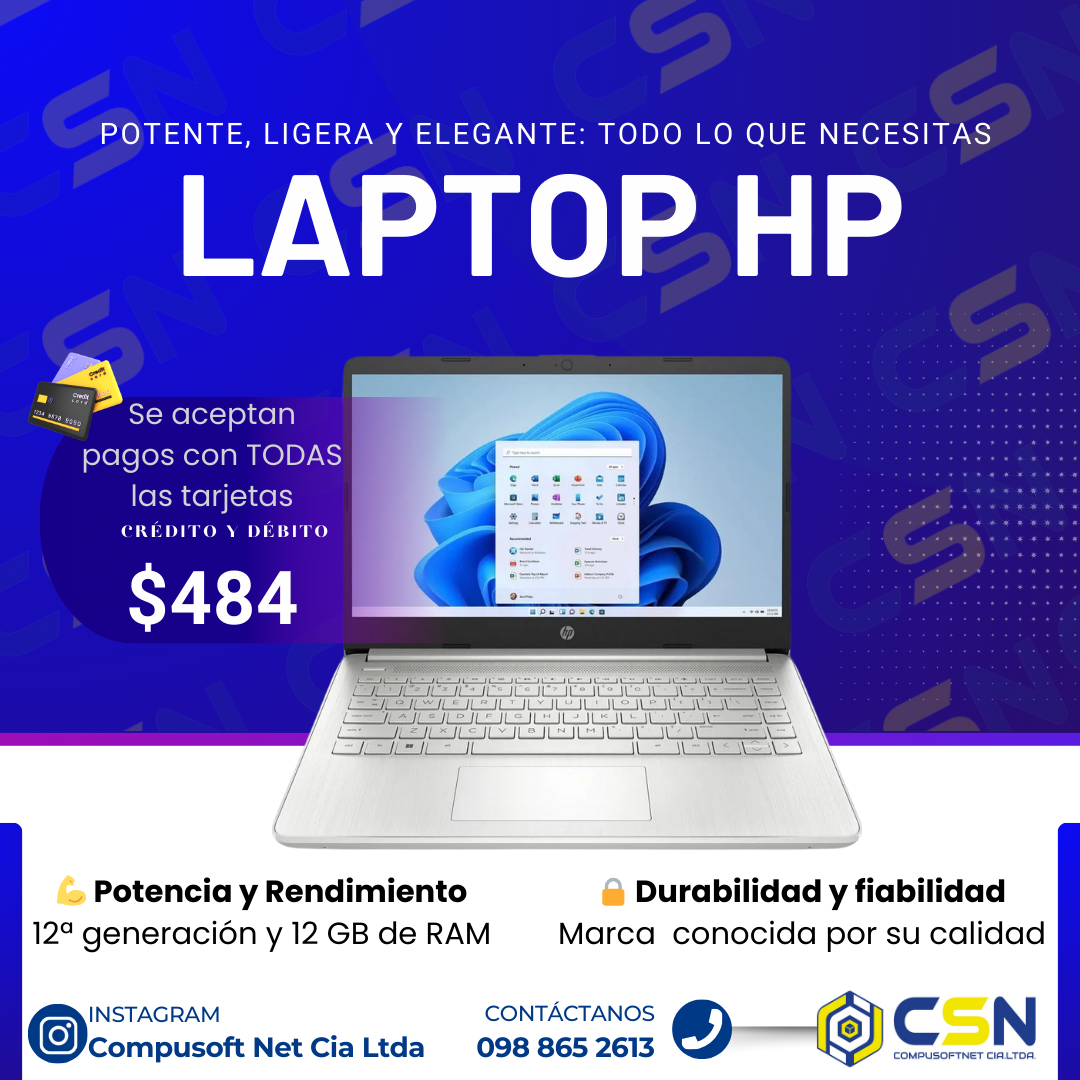 POTENTE, LIGERA Y ELEGANTE: TODO LO QUE NECESITAS
LAPTOP HP
Se aceptan
pagos con TODAS
las tarjetas
CRÉDITO Y DÉBITO
$484
hp
💪 Potencia y Rendimiento
12ª generación y 12 GB de RAM
🔒 Durabilidad y fiabilidad
Marca conocida por su calidad
INSTAGRAM
Compusoft Net Cia Ltda
CONTÁCTANOS
098 865 2613
CSN
COMPUSOFTNET CIA.LTDA.